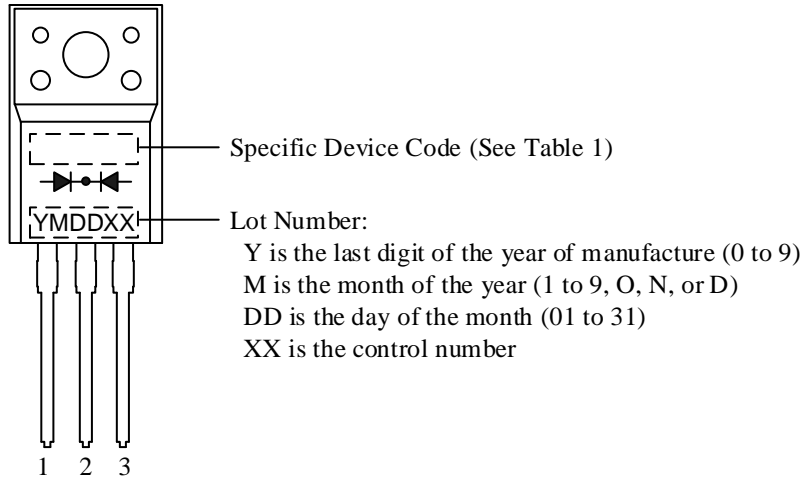 Specific Device Code (See Table 1)
YMDDXX
Lot Number:
Y is the last digit of the year of manufacture (0 to 9)
M is the month of the year (1 to 9, O, N, or D)
DD is the day of the month (01 to 31)
XX is the control number
1 2 3